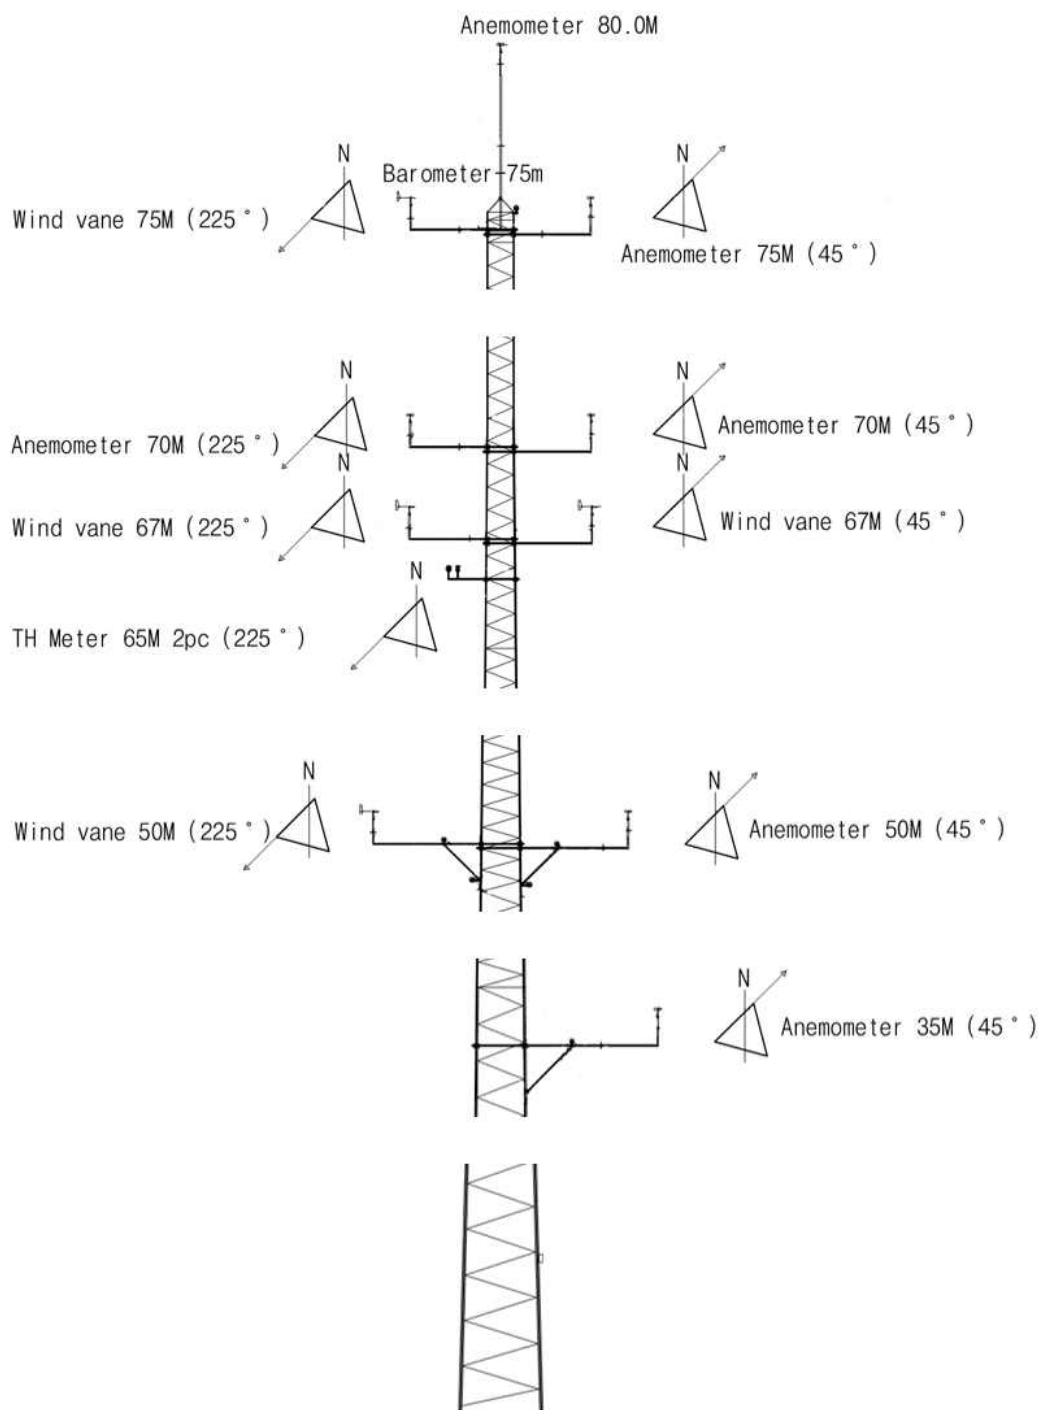 Anemometer 80.0M
N
N
Barometer 75m
Wind vane 75M (225°)
Anemometer 75M (45°)
N
N
Anemometer 70M (225°)
Anemometer 70M (45°)
N
N
Wind vane 67M (225°)
Wind vane 67M (45°)
N
TH Meter 65M 2pc (225°)
N
N
Wind vane 50M (225°)
Anemometer 50M (45°)
N
Anemometer 35M (45°)